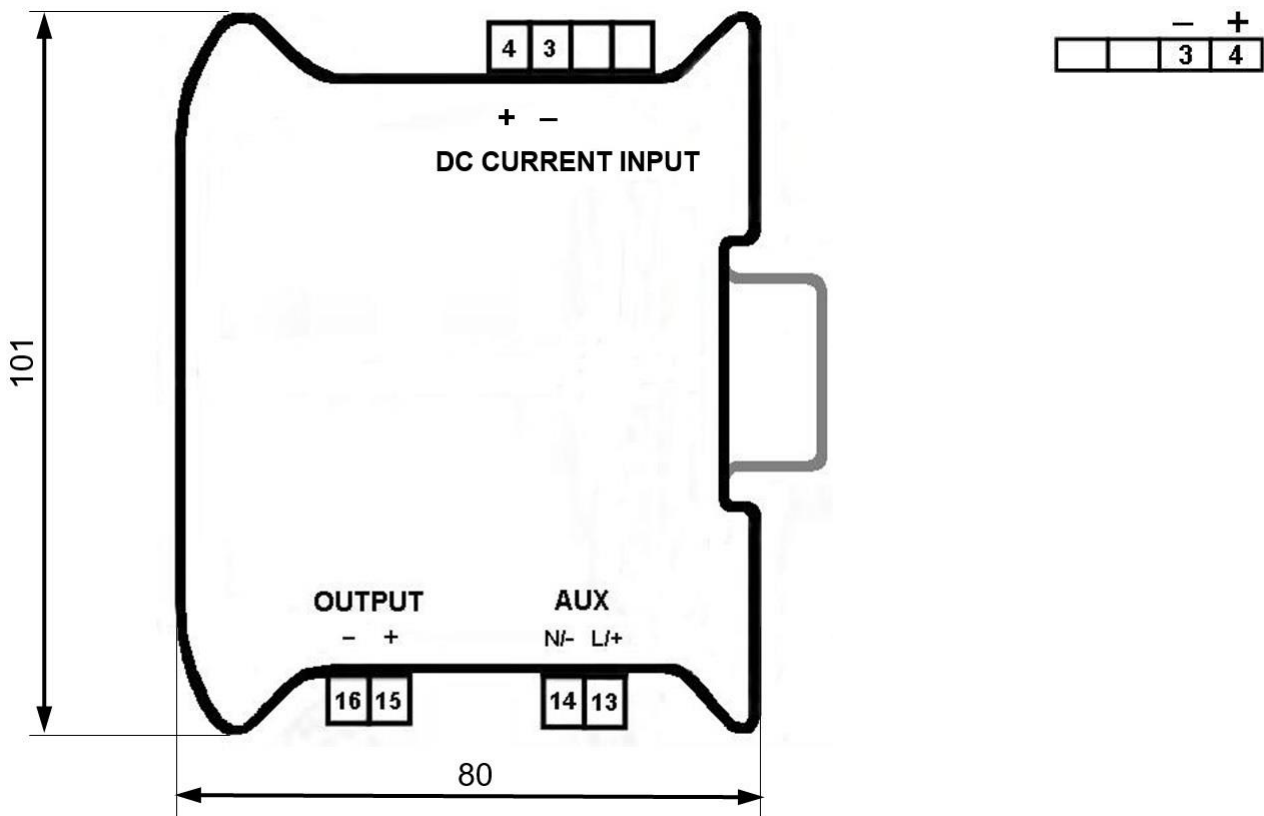 4 3
+ –
DC CURRENT INPUT
– +
3 4
101
OUTPUT
– +
AUX
N/- L/+
16 15
14 13
80